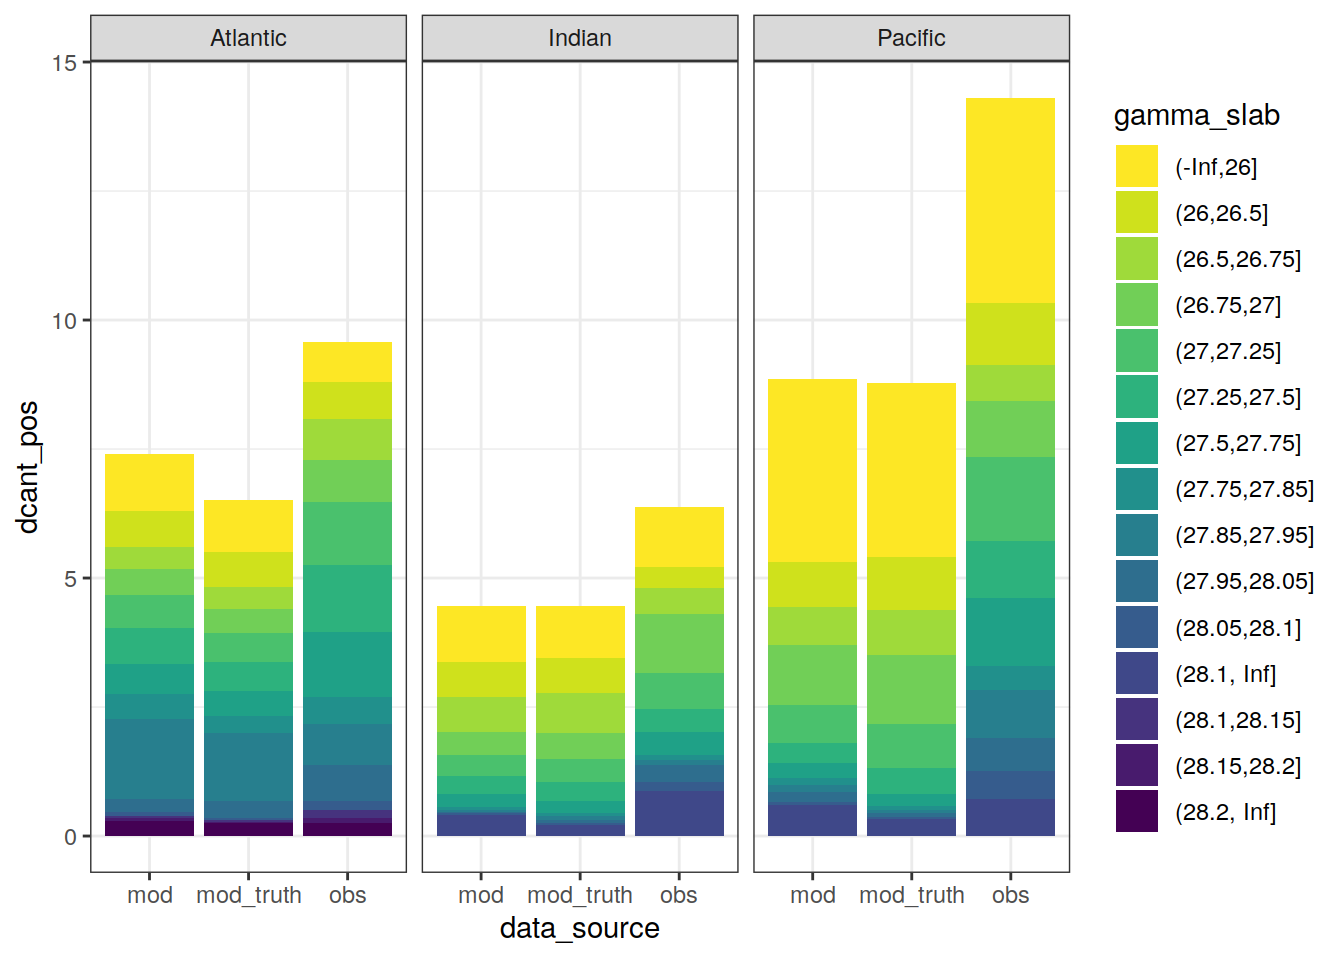 Atlantic
Indian
Pacific
15
10
5
0
dcant_pos
mod
mod_truth
obs
mod
mod_truth
obs
mod
mod_truth
obs
data_source
gamma_slab
(-Inf,26]
(26,26.5]
(26.5,26.75]
(26.75,27]
(27,27.25]
(27.25,27.5]
(27.5,27.75]
(27.75,27.85]
(27.85,27.95]
(27.95,28.05]
(28.05,28.1]
(28.1, Inf]
(28.1,28.15]
(28.15,28.2]
(28.2, Inf]